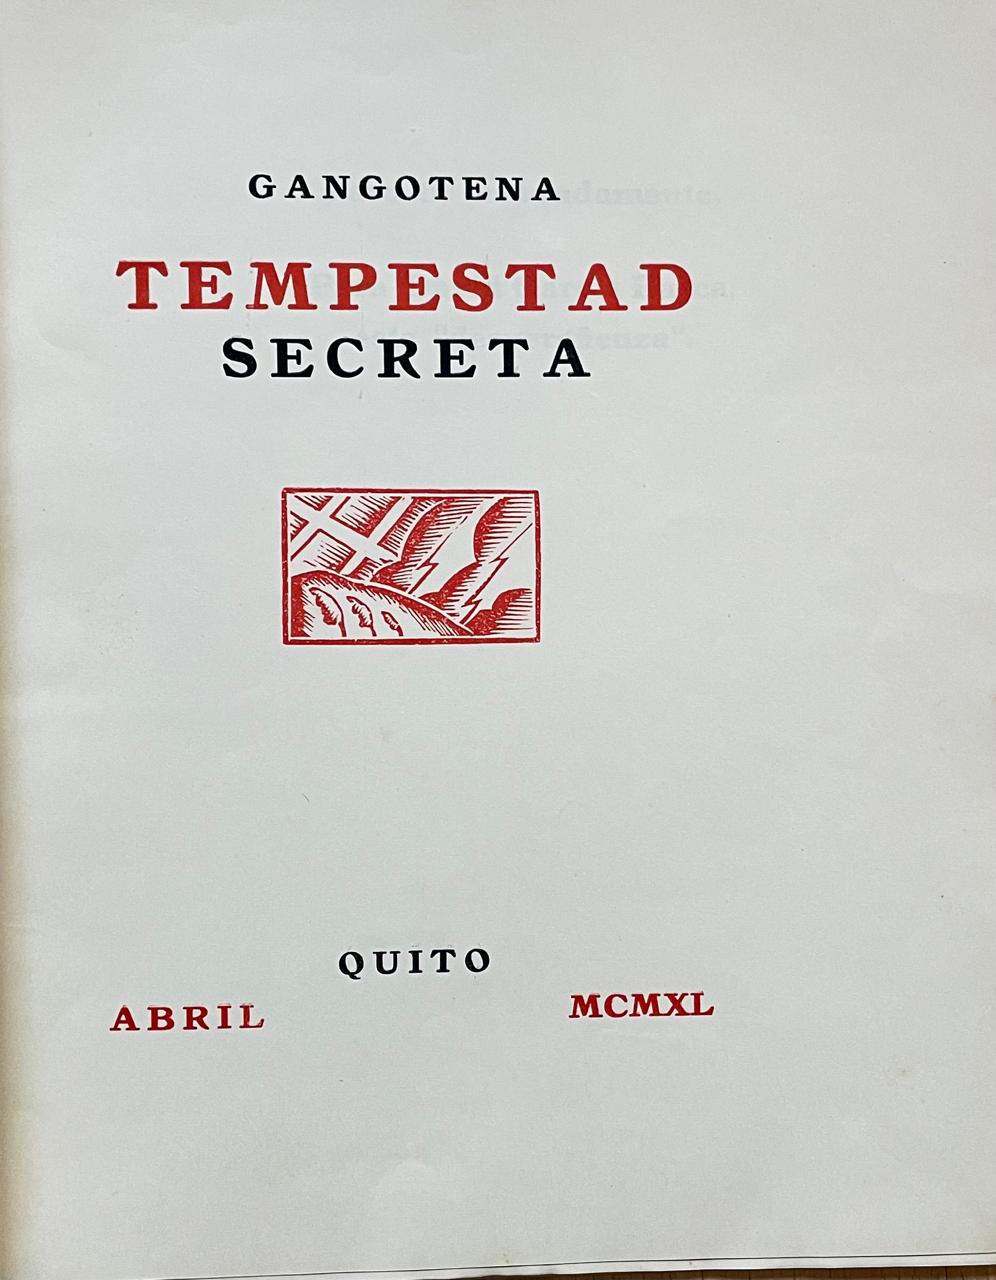 GANGOTENA
TEMPESTAD
SECRETA
QUITO
ABRIL MCMXL